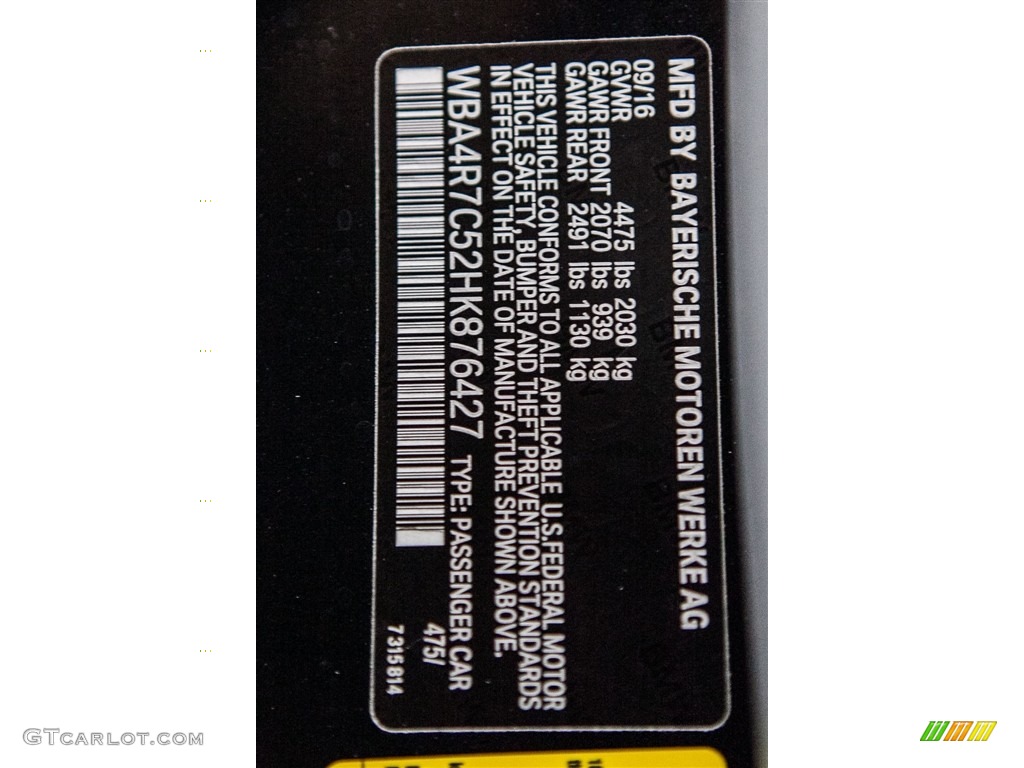 MFD BY BAYERISCHE MOTOREN WERKE AG
09/16
GVWR 4475 lbs 2030 kg
GAWR FRONT 2070 lbs 939 kg
GAWR REAR 2491 lbs 1130 kg
THIS VEHICLE CONFORMS TO ALL APPLICABLE U.S.FEDERAL MOTOR
VEHICLE SAFETY, BUMPER AND THEFT PREVENTION STANDARDS
IN EFFECT ON THE DATE OF MANUFACTURE SHOWN ABOVE.
WBA4R7C52HK876427 TYPE: PASSENGER CAR
475/
7315814
GTcarlot.com